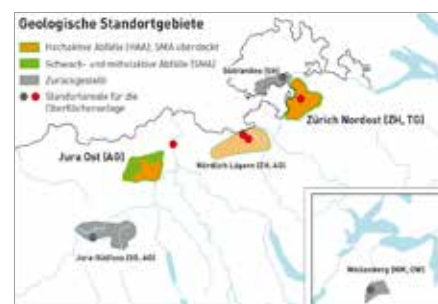 Geologische Standortgebiete
Hochaktive Abfälle (HAA), SMA überdeckt
Schwach- und mittelaktive Abfälle (SMA)
Zurückgestellt
Standortareale für die
Oberflächenanlage
Südranden (SH)
Zürich Nordost (ZH, TG)
Jura Ost (AG)
Nördlich Lägern (ZH, AG)
Jura-Südfuss (SO, AG)
Wellenberg (NW, OW)